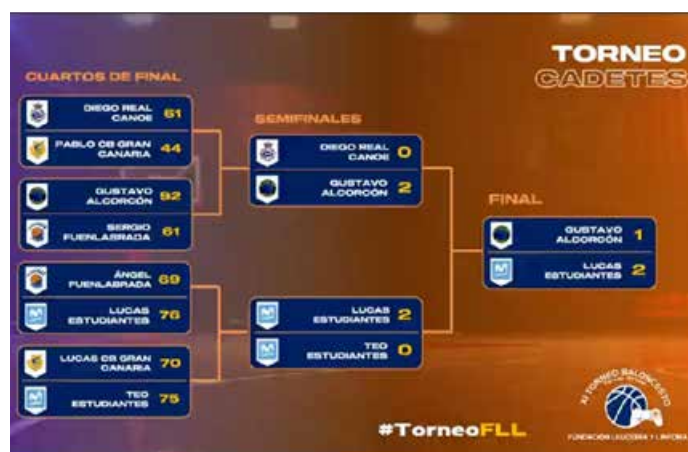 TORNEO
CADETES
CUARTOS DE FINAL
DIEGO REAL
CANOE 61
PABLO CB GRAN
CANARIA 44
GUSTAVO
ALCORCÓN 92
SERGIO
FUENLABRADA 61
ÁNGEL
FUENLABRADA 69
LUCAS
ESTUDIANTES 76
LUCAS CB GRAN
CANARIA 70
TEO
ESTUDIANTES 75
SEMIFINALES
DIEGO REAL
CANOE 0
GUSTAVO
ALCORCÓN 2
LUCAS
ESTUDIANTES 2
TEO
ESTUDIANTES 0
FINAL
GUSTAVO
ALCORCÓN 1
LUCAS
ESTUDIANTES 2
#TorneoFLL
XI TORNEO BALONCESTO
FUNDACIÓN LEUCEMIA Y LINFOMA